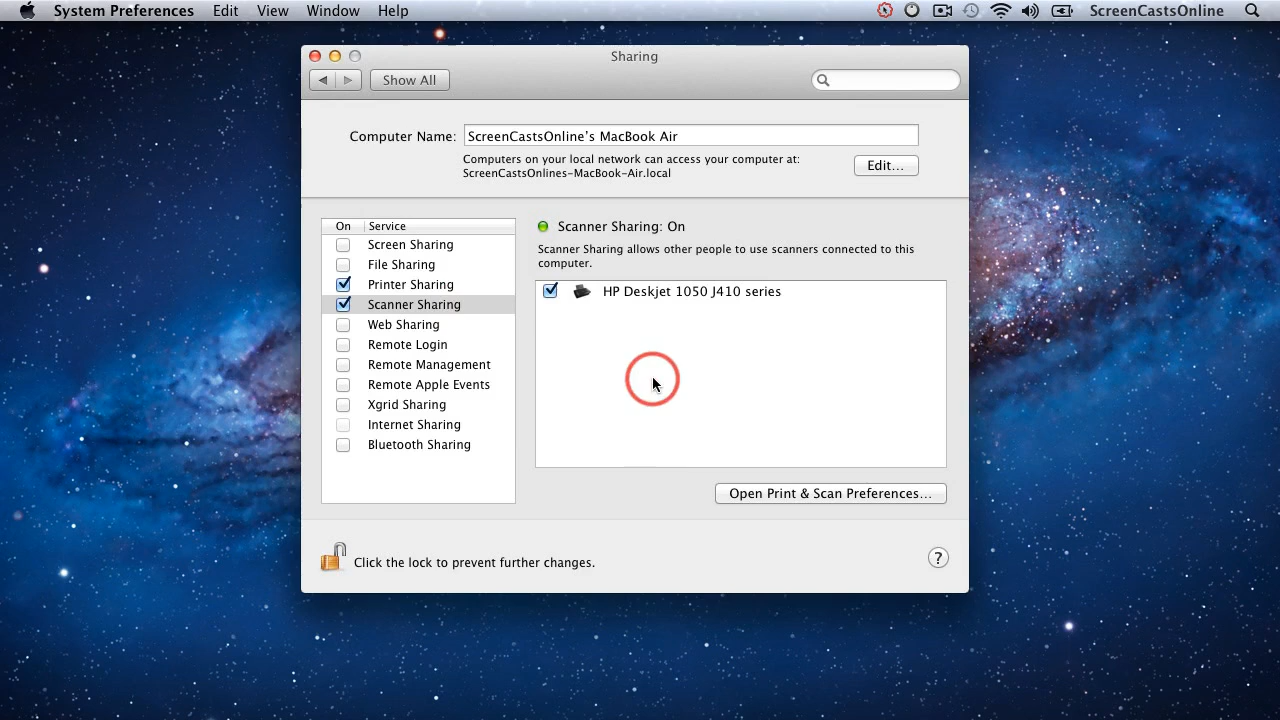 System Preferences Edit View Window Help ScreenCastsOnline
Sharing
Show All
Computer Name: ScreenCastsOnline's MacBook Air
Computers on your local network can access your computer at:
ScreenCastsOnlines-MacBook-Air.local
Edit...
On Service
Screen Sharing
File Sharing
Printer Sharing
Scanner Sharing
Web Sharing
Remote Login
Remote Management
Remote Apple Events
Xgrid Sharing
Internet Sharing
Bluetooth Sharing
Scanner Sharing: On
Scanner Sharing allows other people to use scanners connected to this
computer.
HP Deskjet 1050 J410 series
Open Print & Scan Preferences...
Click the lock to prevent further changes.
?